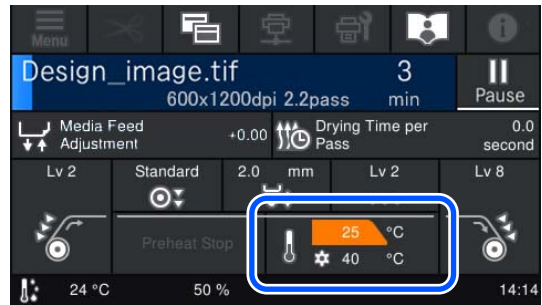 Menu
Design_image.tif
3
600x1200dpi 2.2pass
min
Pause
Media Feed
Adjustment
+0.00
Drying Time per
Pass
0.0
second
Lv 2
Standard
2.0 mm
Lv 2
Lv 8
Preheat Stop
25 °C
40 °C
24 °C
50 %
14:14